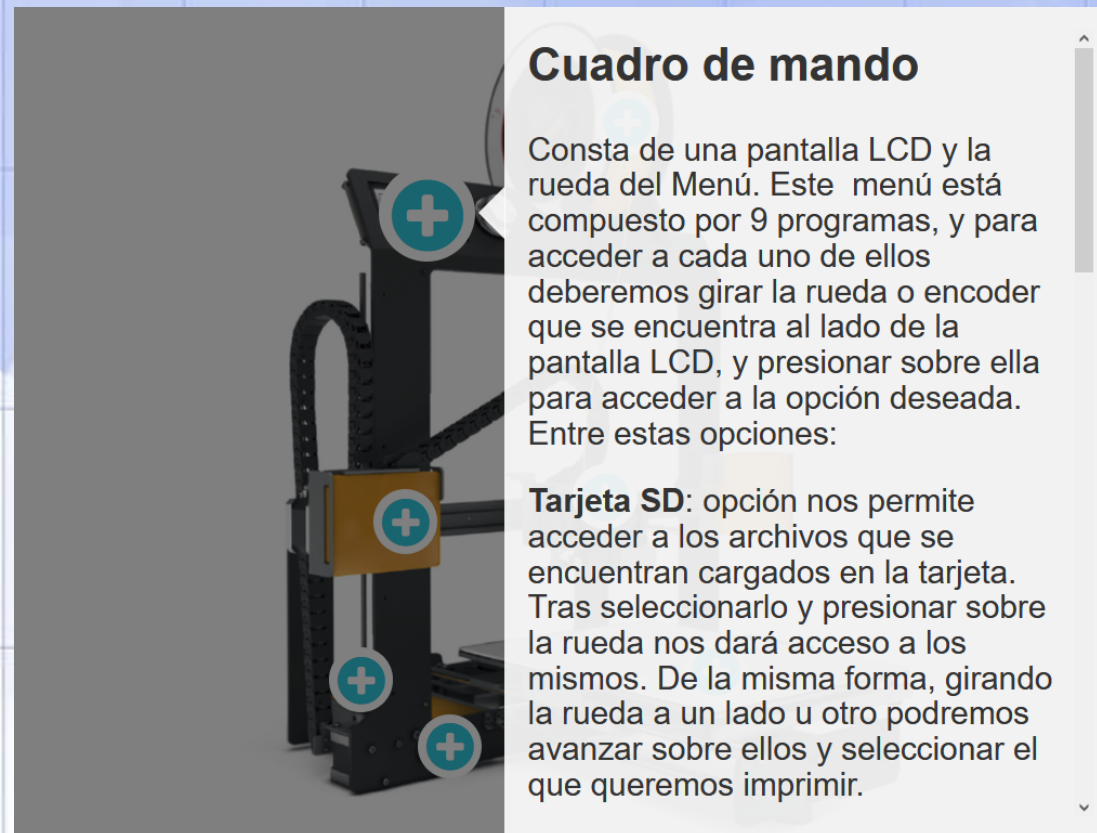 Cuadro de mando
Consta de una pantalla LCD y la
rueda del Menú. Este  menú está
compuesto por 9 programas, y para
acceder a cada uno de ellos
deberemos girar la rueda o encoder
que se encuentra al lado de la
pantalla LCD, y presionar sobre ella
para acceder a la opción deseada.
Entre estas opciones:
Tarjeta SD: opción nos permite
acceder a los archivos que se
encuentran cargados en la tarjeta.
Tras seleccionarlo y presionar sobre
la rueda nos dará acceso a los
mismos. De la misma forma, girando
la rueda a un lado u otro podremos
avanzar sobre ellos y seleccionar el
que queremos imprimir.